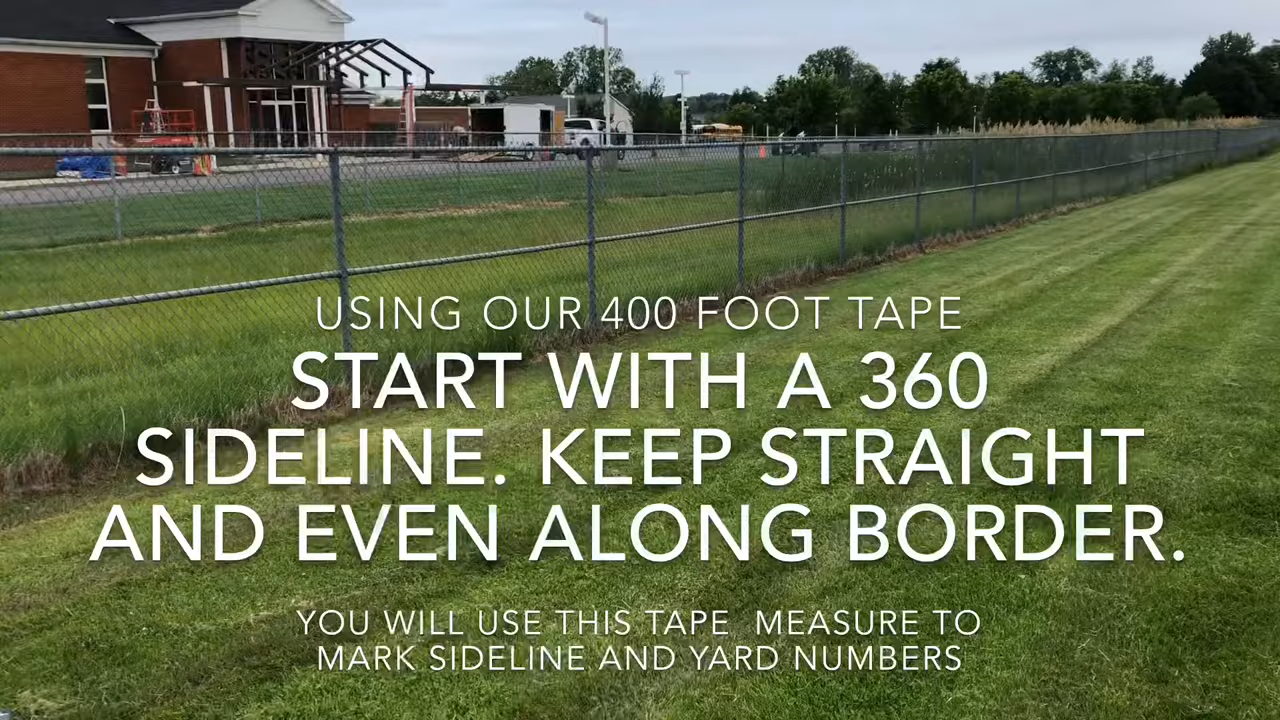 USING OUR 400 FOOT TAPE
START WITH A 360
SIDELINE. KEEP STRAIGHT
AND EVEN ALONG BORDER.
YOU WILL USE THIS TAPE MEASURE TO
MARK SIDELINE AND YARD NUMBERS